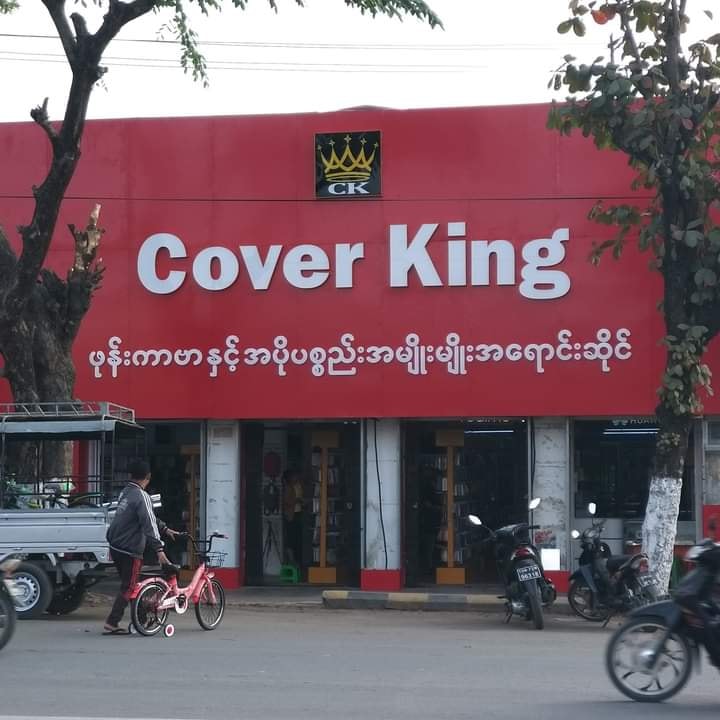 CK
Cover King
ဖုန်းကာဗာနှင့်အပိုပစ္စည်းအမျိုးမျိုးအရောင်းဆိုင်